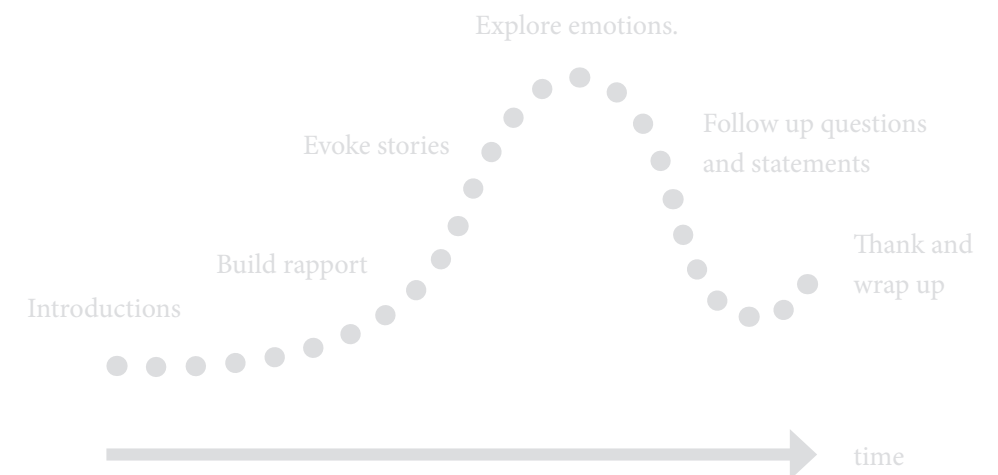 Explore emotions.
Follow up questions
and statements
Evoke stories
Thank and
wrap up
Build rapport
Introductions
time